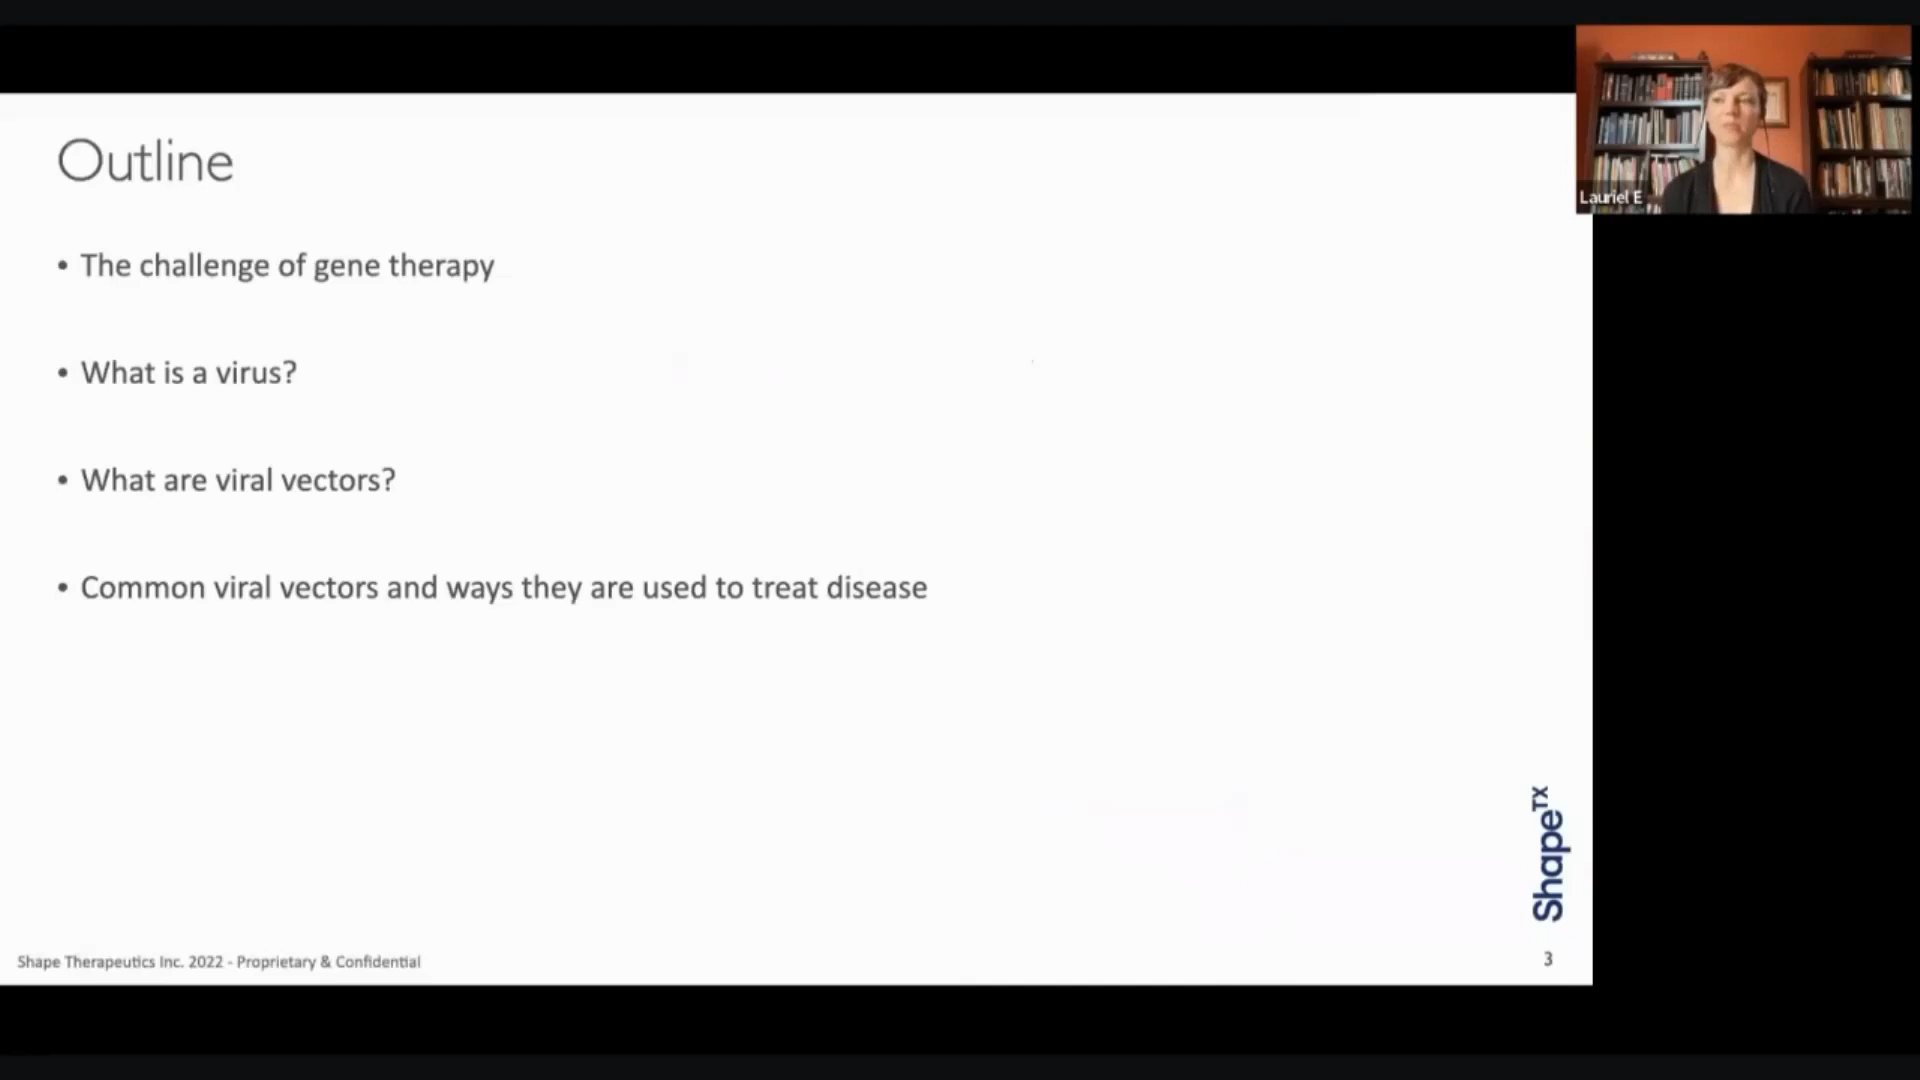 Outline
Lauriel E
• The challenge of gene therapy
• What is a virus?
• What are viral vectors?
• Common viral vectors and ways they are used to treat disease
ShapeTX
Shape Therapeutics Inc. 2022 - Proprietary & Confidential
3